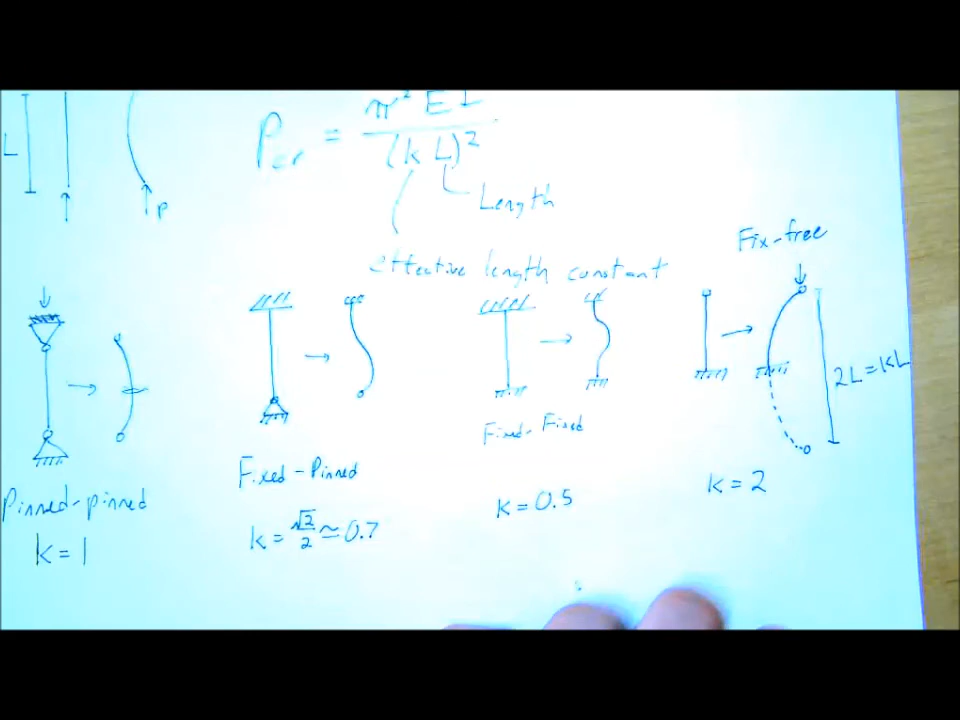 L
P
Pcr = π² E I / (k L)²
Length
effective length constant
Fix-free
2L = KL
Pinned-pinned
k = 1
Fixed-Pinned
k = √2/2 ≃ 0.7
Fixed-Fixed
k = 0.5
k = 2